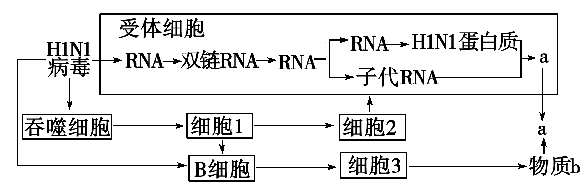 受体细胞
H1N1
病毒
RNA 双链RNA RNA RNA H1N1蛋白质 a
子代RNA
吞噬细胞 细胞1 细胞2 a
B细胞 细胞3 物质b